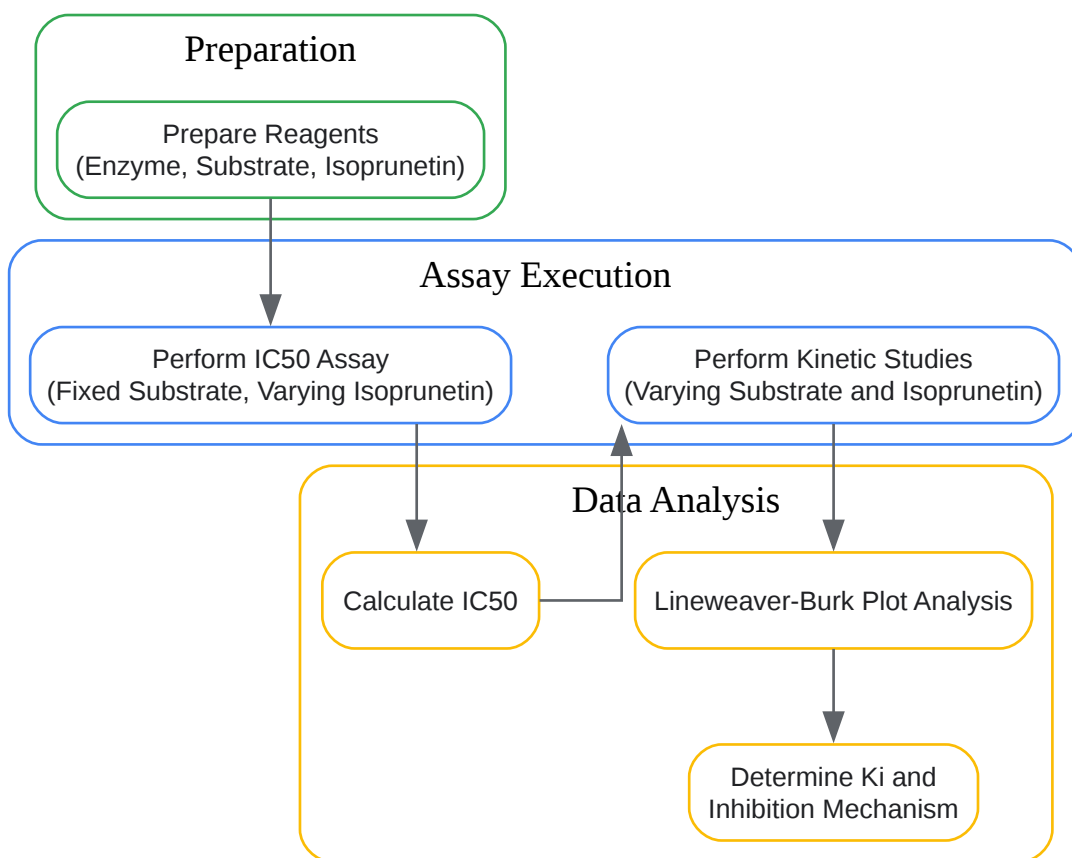 Preparation
Prepare Reagents
(Enzyme, Substrate, Isoprunetin)
Assay Execution
Perform IC50 Assay
(Fixed Substrate, Varying Isoprunetin)
Perform Kinetic Studies
(Varying Substrate and Isoprunetin)
Data Analysis
Calculate IC50
Lineweaver-Burk Plot Analysis
Determine Ki and
Inhibition Mechanism